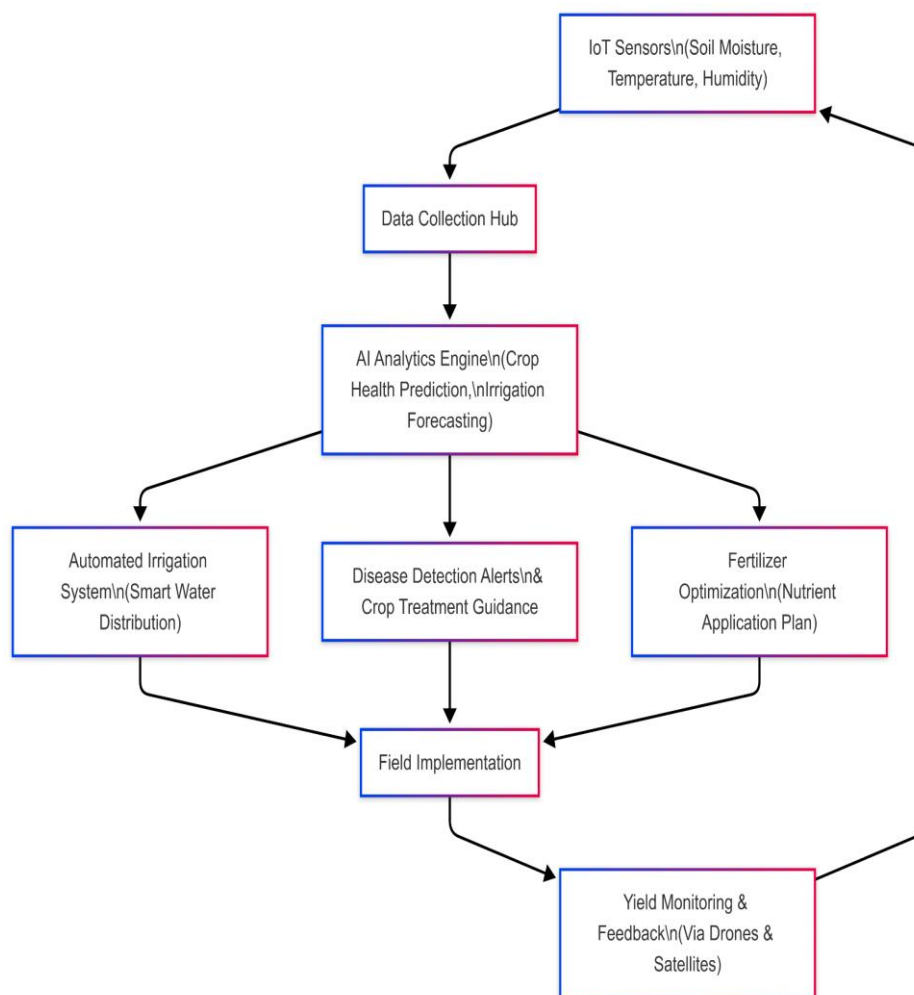 IoT Sensors\n(Soil Moisture,
Temperature, Humidity)
Data Collection Hub
AI Analytics Engine\n(Crop
Health Prediction,\nIrrigation
Forecasting)
Automated Irrigation
System\n(Smart Water
Distribution)
Disease Detection Alerts\n&
Crop Treatment Guidance
Fertilizer
Optimization\n(Nutrient
Application Plan)
Field Implementation
Yield Monitoring &
Feedback\n(Via Drones &
Satellites)